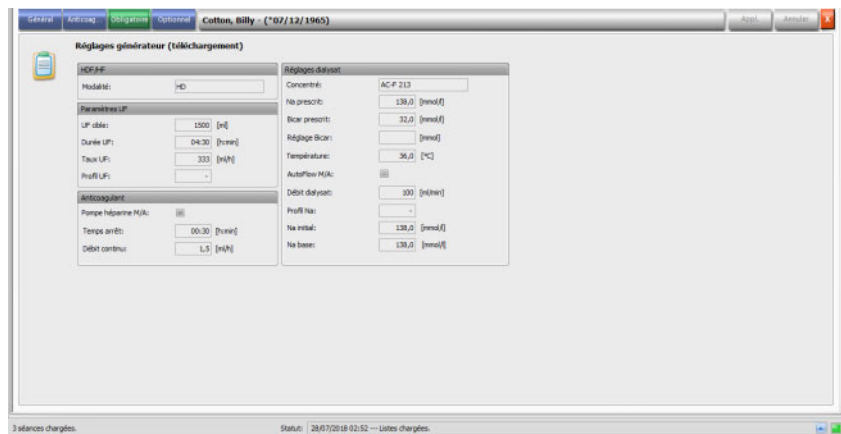 Général Anticoag... Obligatoire Optionnel Cotton, Billy - (*07/12/1965) Appl. Annuler X
Réglages générateur (téléchargement)
HDF/HF
Modalité: HD
Paramètres UF
UF cible: 1500 [ml]
Durée UF: 04:30 [h:min]
Taux UF: 333 [ml/h]
Profil UF: -
Anticoagulant
Pompe héparine M/A:
Temps arrêt: 00:30 [h:min]
Débit continu: 1,5 [ml/h]
Réglages dialysat
Concentré: AC-F 213
Na prescrit: 138,0 [mmol/l]
Bicar prescrit: 32,0 [mmol/l]
Réglage Bicar: [mmol]
Température: 36,0 [°C]
AutoFlow M/A:
Débit dialysat: 100 [ml/min]
Profil Na: -
Na initial: 138,0 [mmol/l]
Na base: 138,0 [mmol/l]
3 séances chargées. Statut: 28/07/2018 02:52 --- Listes chargées.